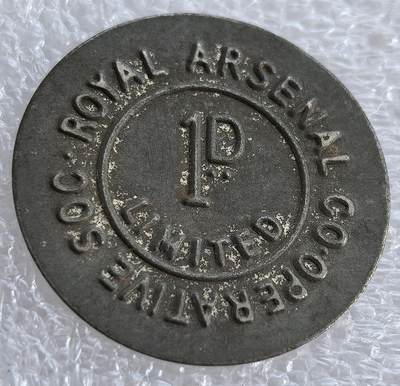 ROYAL ARSENAL CO·OPERATIVE SOC.
1D
LIMITED